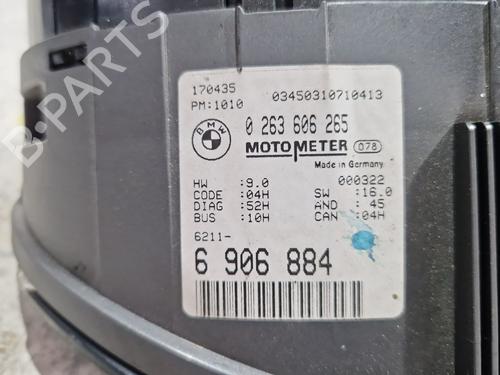 B-PARTS
170435
PM:1010 03450310710413
BMW 0 263 606 265
MOTOMETER 078
Made in Germany
000322
HW :9.0 SW :16.0
CODE :04H AND : 45
DIAG :52H CAN :04H
BUS :10H
6211-
6 906 884